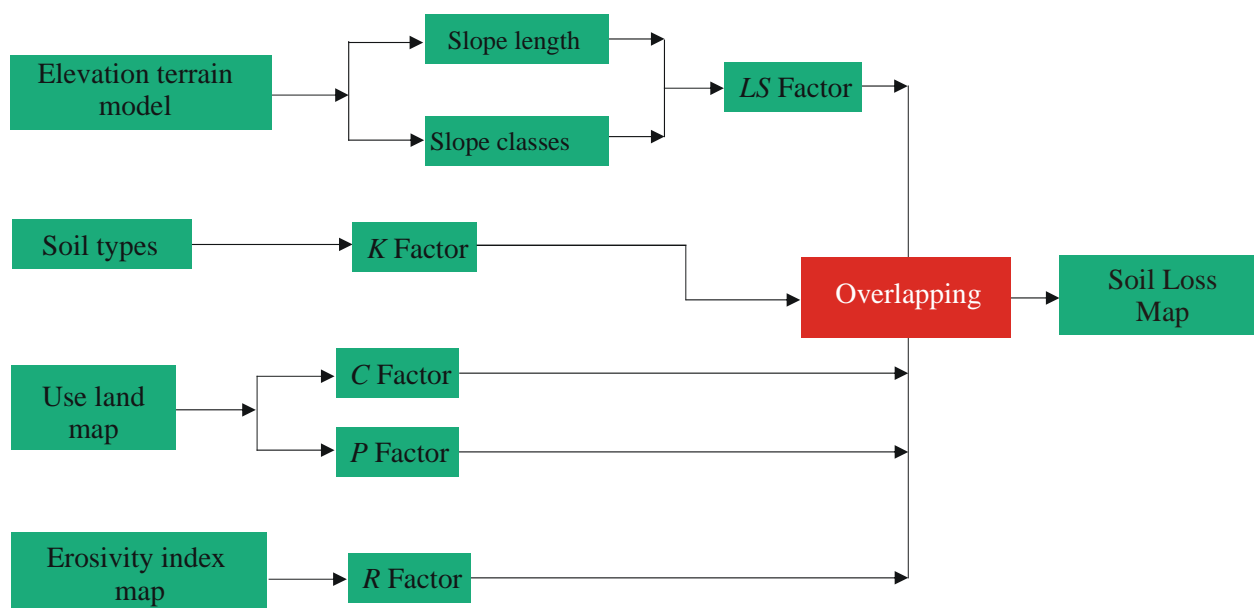 Elevation terrain
model
Slope length
Slope classes
LS Factor
Soil types
K Factor
Overlapping
Soil Loss
Map
Use land
map
C Factor
P Factor
Erosivity index
map
R Factor